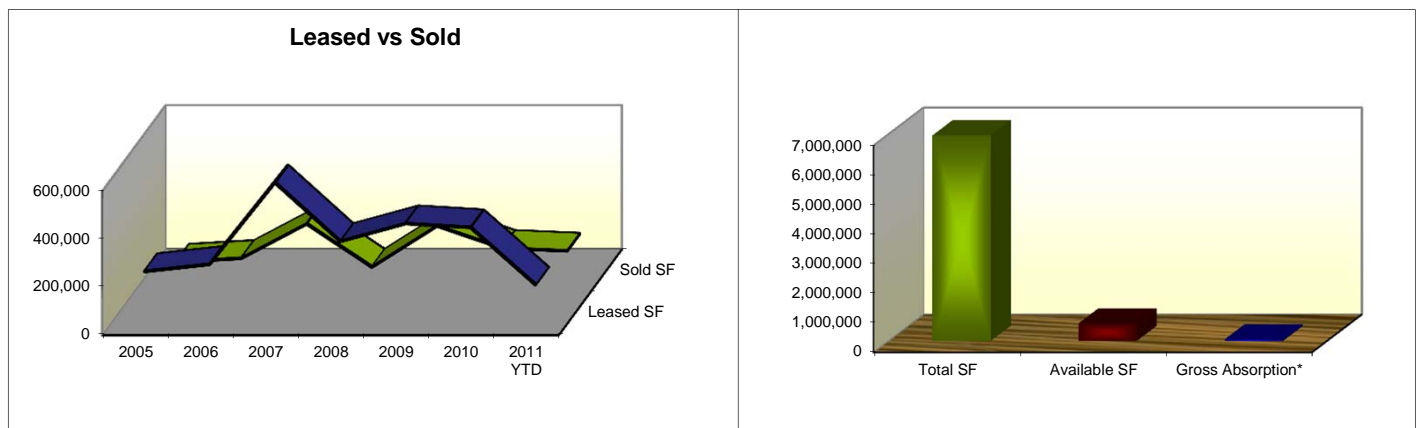 Leased vs Sold
600,000
400,000
200,000
0
2005 2006 2007 2008 2009 2010 2011
YTD
Sold SF
Leased SF
7,000,000
6,000,000
5,000,000
4,000,000
3,000,000
2,000,000
1,000,000
0
Total SF Available SF Gross Absorption*